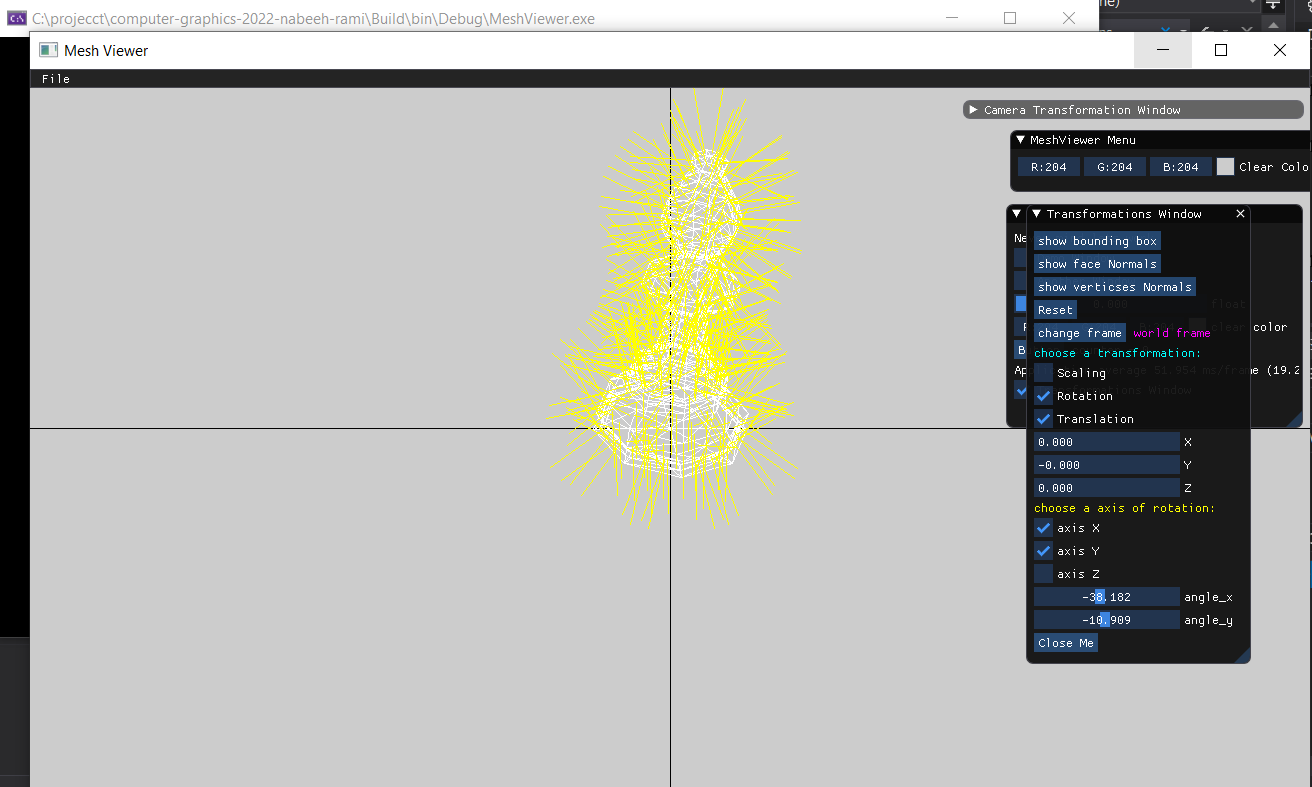 C:\projecct\computer-graphics-2022-nabeeh-rami\Build\bin\Debug\MeshViewer.exe
Mesh Viewer
File
Camera Transformation Window
MeshViewer Menu
R:204 G:204 B:204 Clear Colo
Transformations Window
Ne
show bounding box
show face Normals
show verticses Normals
Reset
float
change frame world frame
clear color
choose a transformation:
B
Scaling
Ap average 51.954 ms/frame (19.2
Rotation
Window
Translation
0.000 X
-0.000 Y
0.000 Z
choose a axis of rotation:
axis X
axis Y
axis Z
-38.182 angle_x
-10.909 angle_y
Close Me